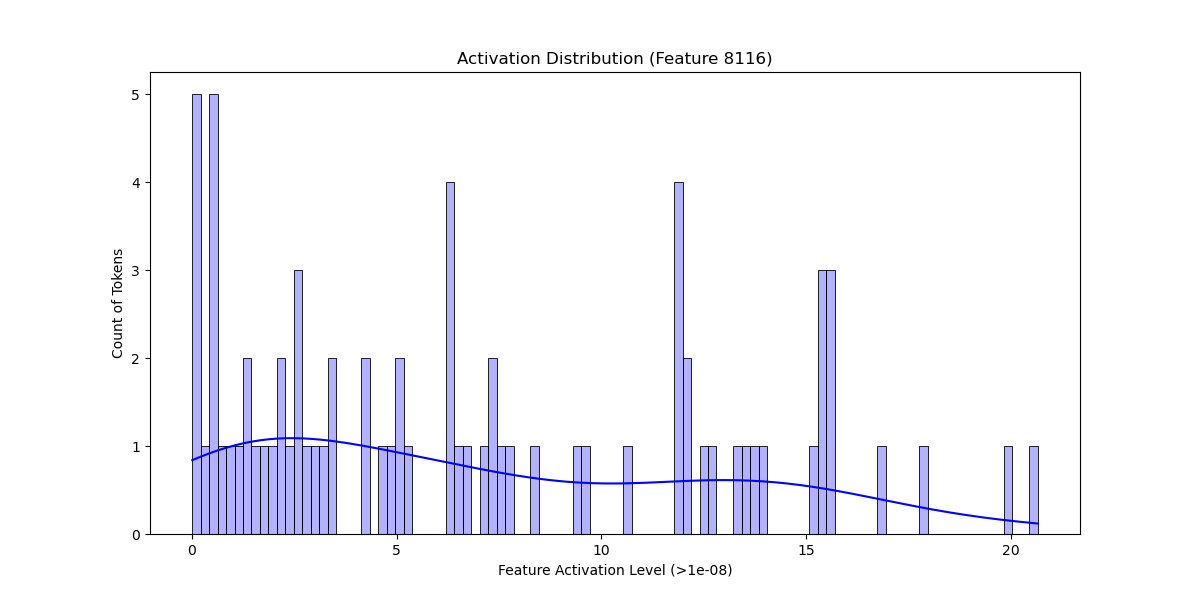 Activation Distribution (Feature 8116)
Count of Tokens
5
4
3
2
1
0
0 5 10 15 20
Feature Activation Level (>1e-08)